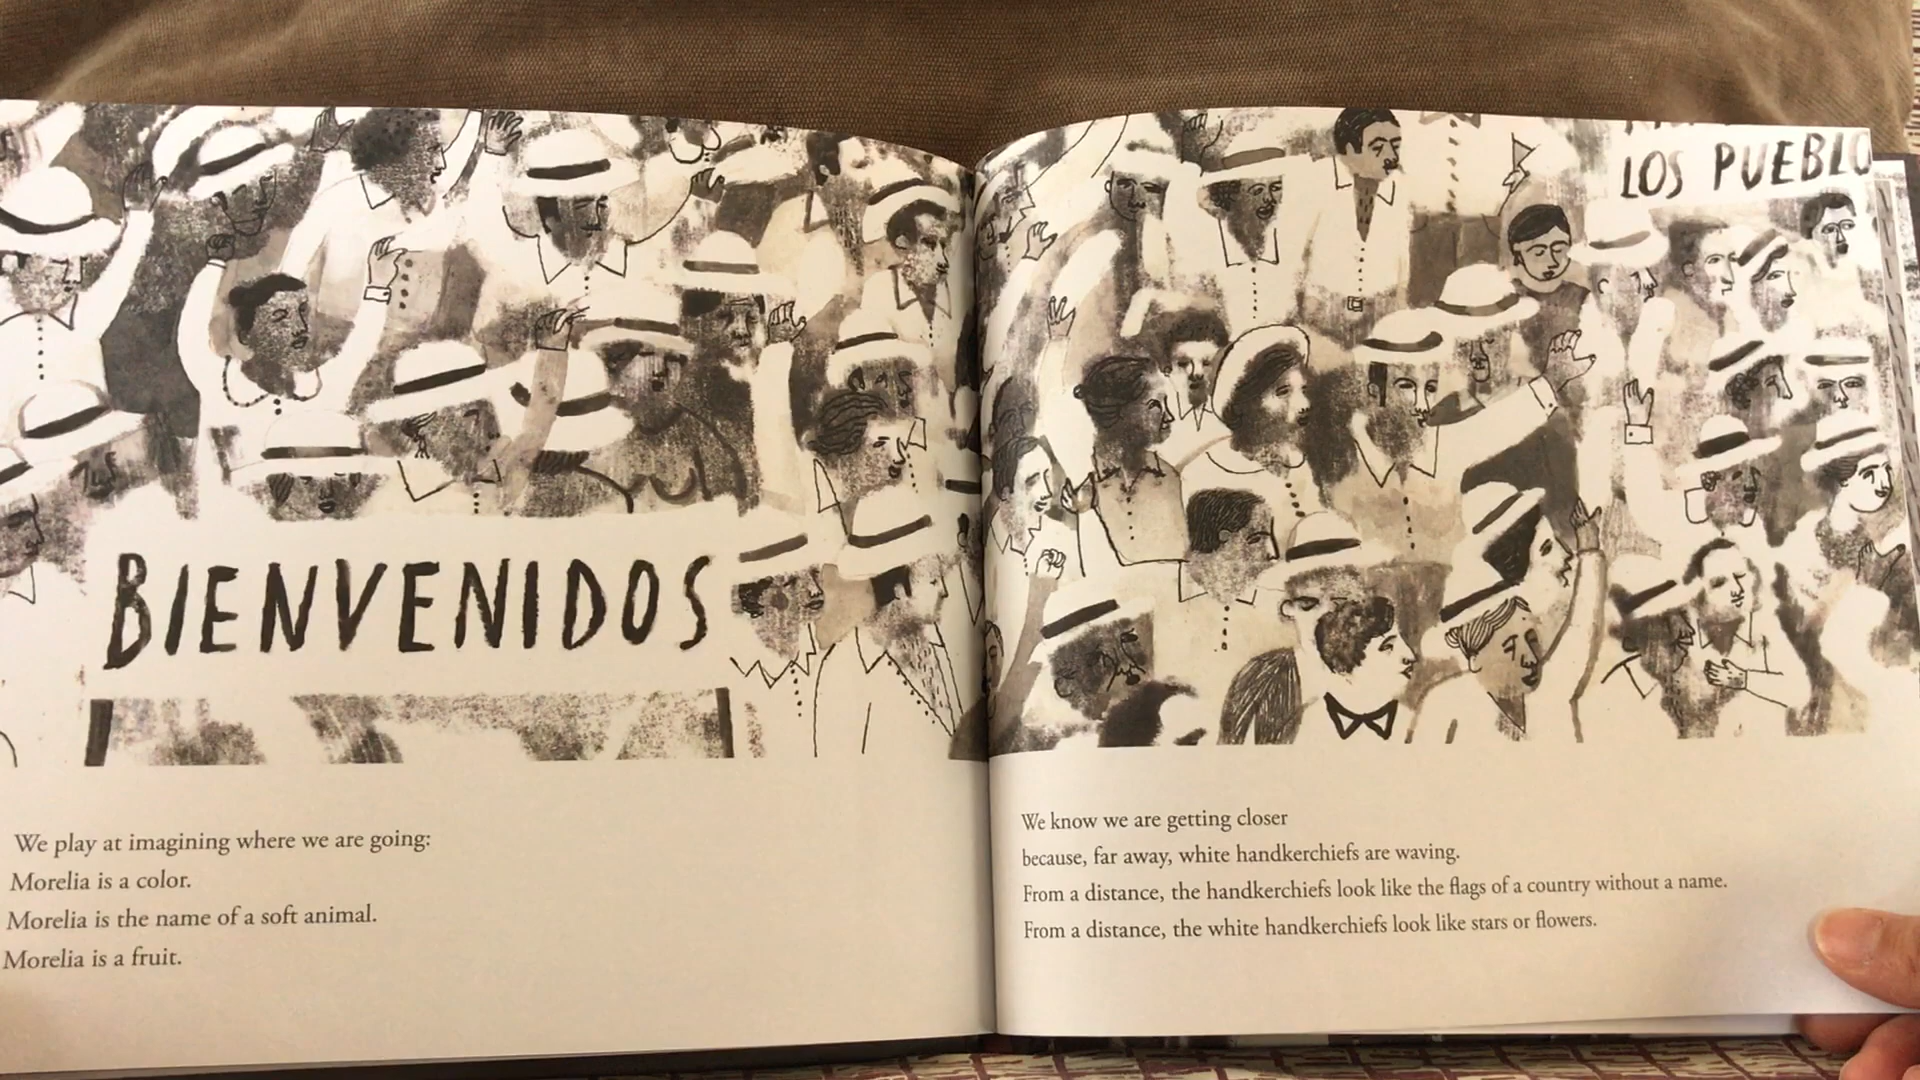 BIENVENIDOS
We play at imagining where we are going:
Morelia is a color.
Morelia is the name of a soft animal.
Morelia is a fruit.
LOS PUEBLO
We know we are getting closer
because, far away, white handkerchiefs are waving.
From a distance, the handkerchiefs look like the flags of a country without a name.
From a distance, the white handkerchiefs look like stars or flowers.